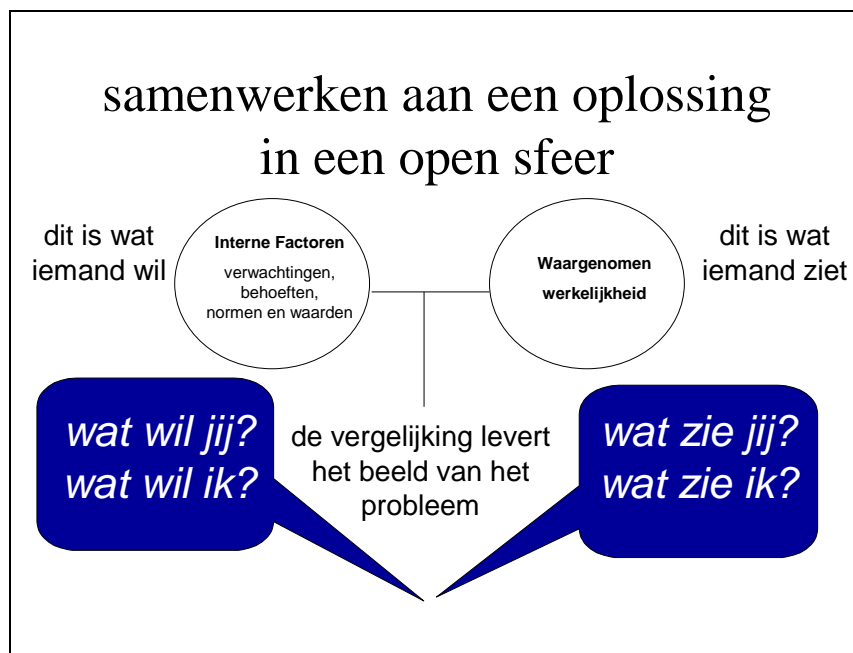 samenwerken aan een oplossing
in een open sfeer
dit is wat
iemand wil
Interne Factoren
verwachtingen,
behoeften,
normen en waarden
Waargenomen
werkelijkheid
dit is wat
iemand ziet
wat wil jij?
wat wil ik?
de vergelijking levert
het beeld van het
probleem
wat zie jij?
wat zie ik?